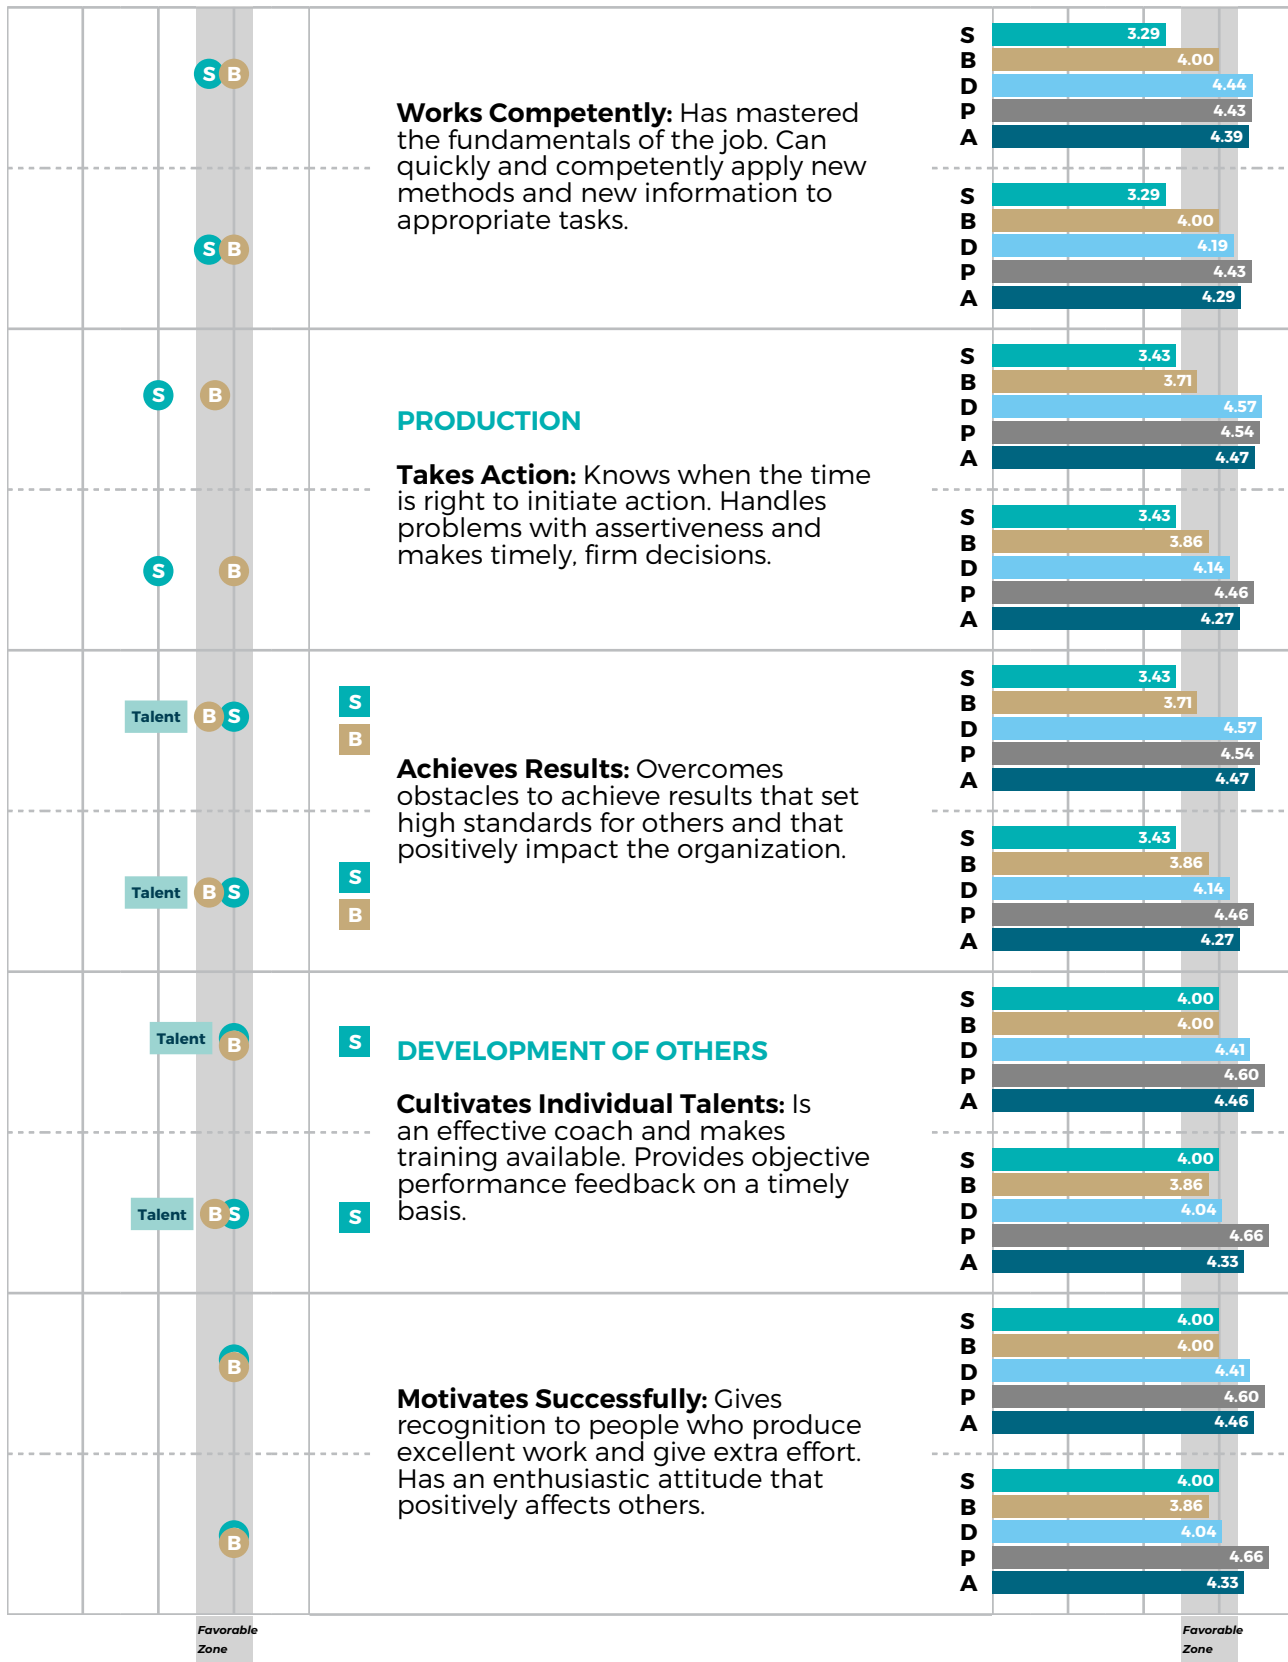 S B
S 3.29
B 4.00
D 4.44
P 4.43
A 4.39
Works Competently: Has mastered
the fundamentals of the job. Can
quickly and competently apply new
methods and new information to
appropriate tasks.
S B
S 3.29
B 4.00
D 4.19
P 4.43
A 4.29
S B
S 3.43
B 3.71
D 4.57
P 4.54
A 4.47
PRODUCTION
Takes Action: Knows when the time
is right to initiate action. Handles
problems with assertiveness and
makes timely, firm decisions.
S B
S 3.43
B 3.86
D 4.14
P 4.46
A 4.27
Talent B S
S
B
S 3.43
B 3.71
D 4.57
P 4.54
A 4.47
Achieves Results: Overcomes
obstacles to achieve results that set
high standards for others and that
positively impact the organization.
Talent B S
S
B
S 3.43
B 3.86
D 4.14
P 4.46
A 4.27
Talent B
S
S 4.00
B 4.00
D 4.41
P 4.60
A 4.46
DEVELOPMENT OF OTHERS
Cultivates Individual Talents: Is
an effective coach and makes
training available. Provides objective
performance feedback on a timely
basis.
Talent B S
S
S 4.00
B 3.86
D 4.04
P 4.66
A 4.33
B
S 4.00
B 4.00
D 4.41
P 4.60
A 4.46
Motivates Successfully: Gives
recognition to people who produce
excellent work and give extra effort.
Has an enthusiastic attitude that
positively affects others.
B
S 4.00
B 3.86
D 4.04
P 4.66
A 4.33
Favorable
Zone
Favorable
Zone